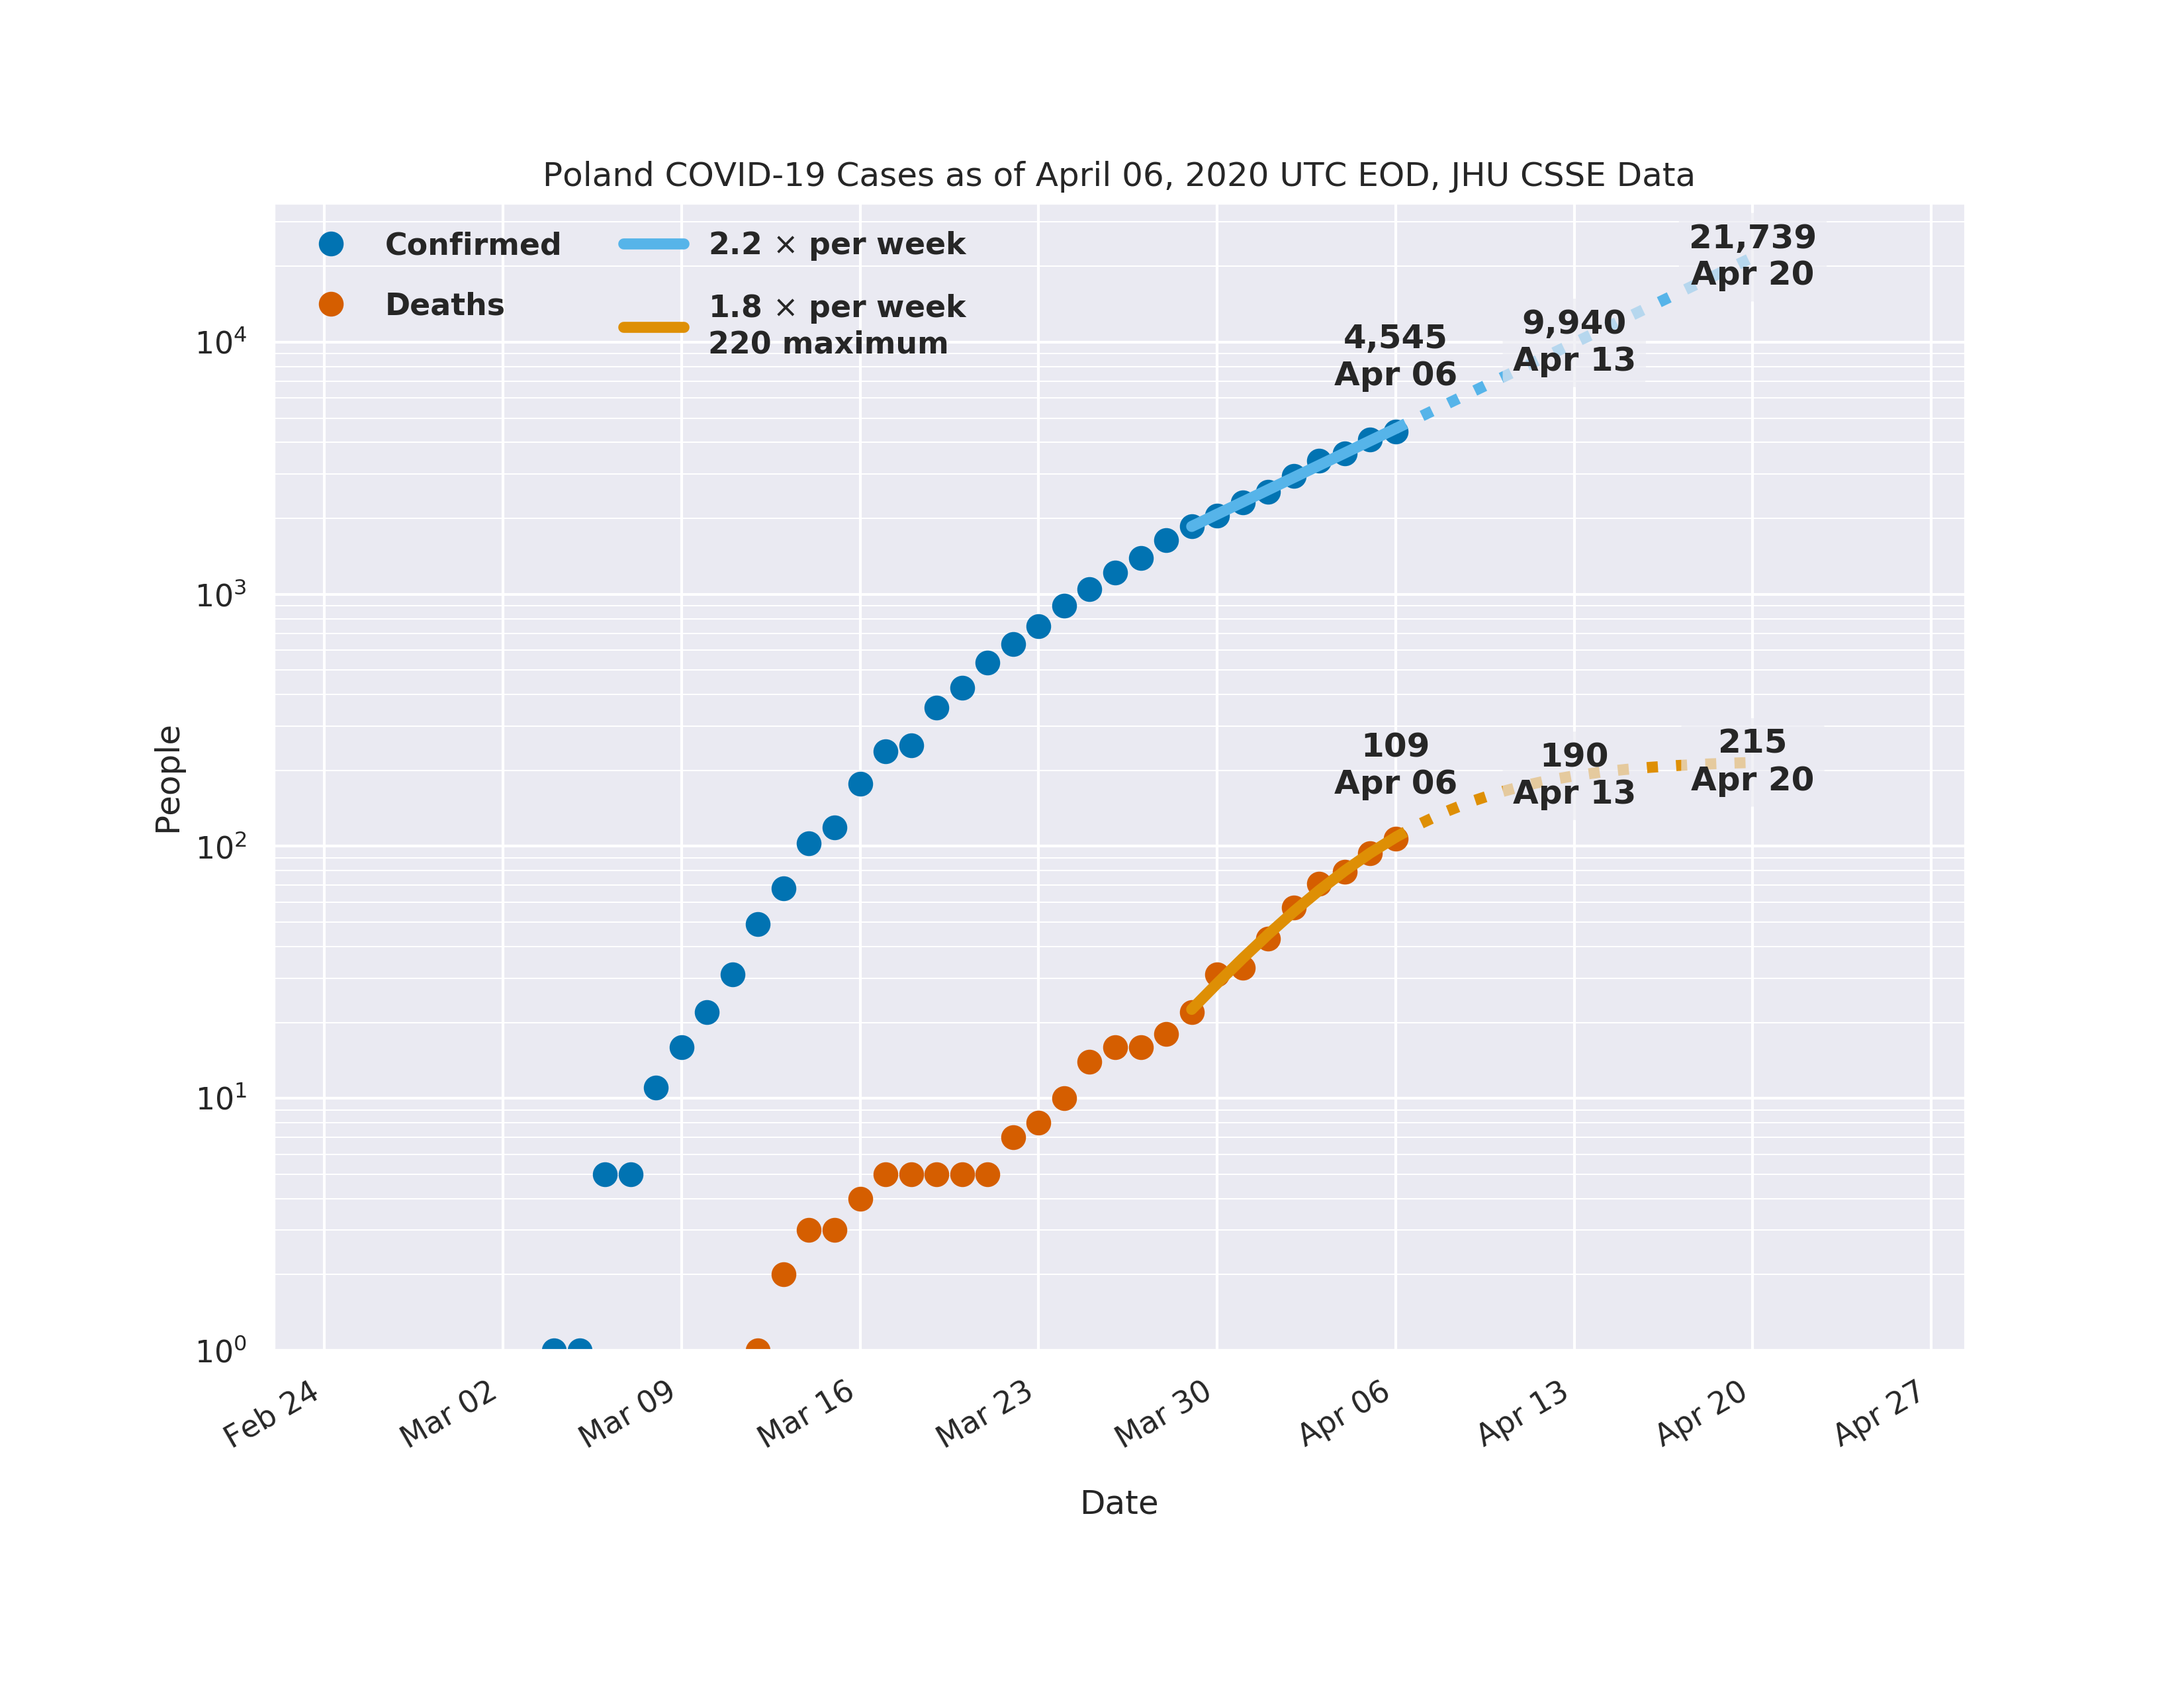 Poland COVID-19 Cases as of April 06, 2020 UTC EOD, JHU CSSE Data
Confirmed
Deaths
2.2 × per week
1.8 × per week
220 maximum
21,739
Apr 20
9,940
Apr 13
4,545
Apr 06
109
Apr 06
190
Apr 13
215
Apr 20
People
10⁴
10³
10²
10¹
10⁰
Feb 24
Mar 02
Mar 09
Mar 16
Mar 23
Mar 30
Apr 06
Apr 13
Apr 20
Apr 27
Date